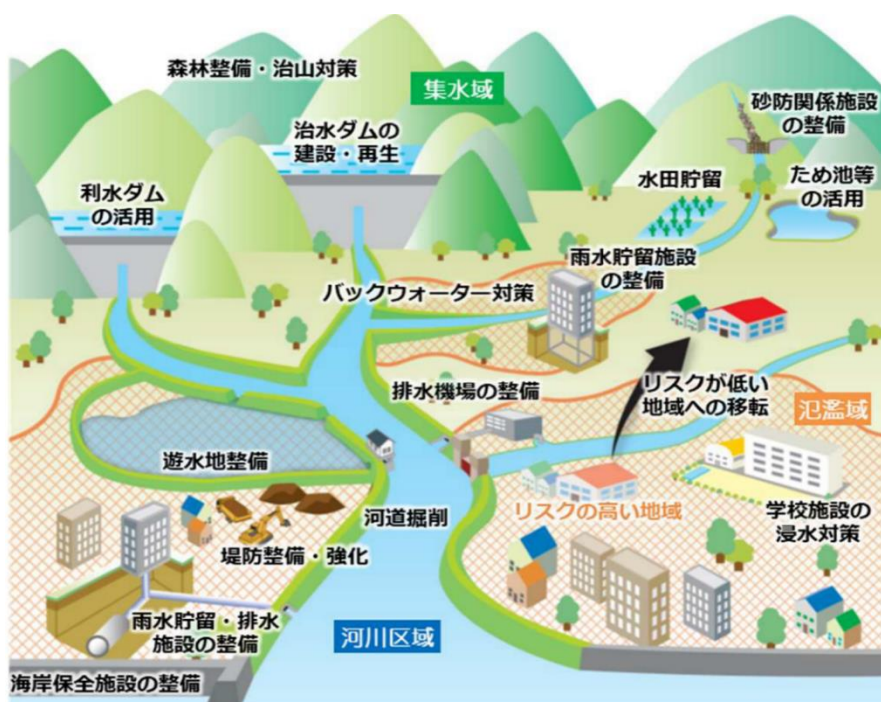 森林整備・治山対策
集水域
砂防関係施設
の整備
治水ダムの
建設・再生
水田貯留
ため池等
の活用
利水ダム
の活用
雨水貯留施設
の整備
バックウォーター対策
排水機場の整備
リスクが低い
地域への移転
氾濫域
遊水地整備
リスクの高い地域
学校施設の
浸水対策
河道掘削
堤防整備・強化
雨水貯留・排水
施設の整備
河川区域
海岸保全施設の整備